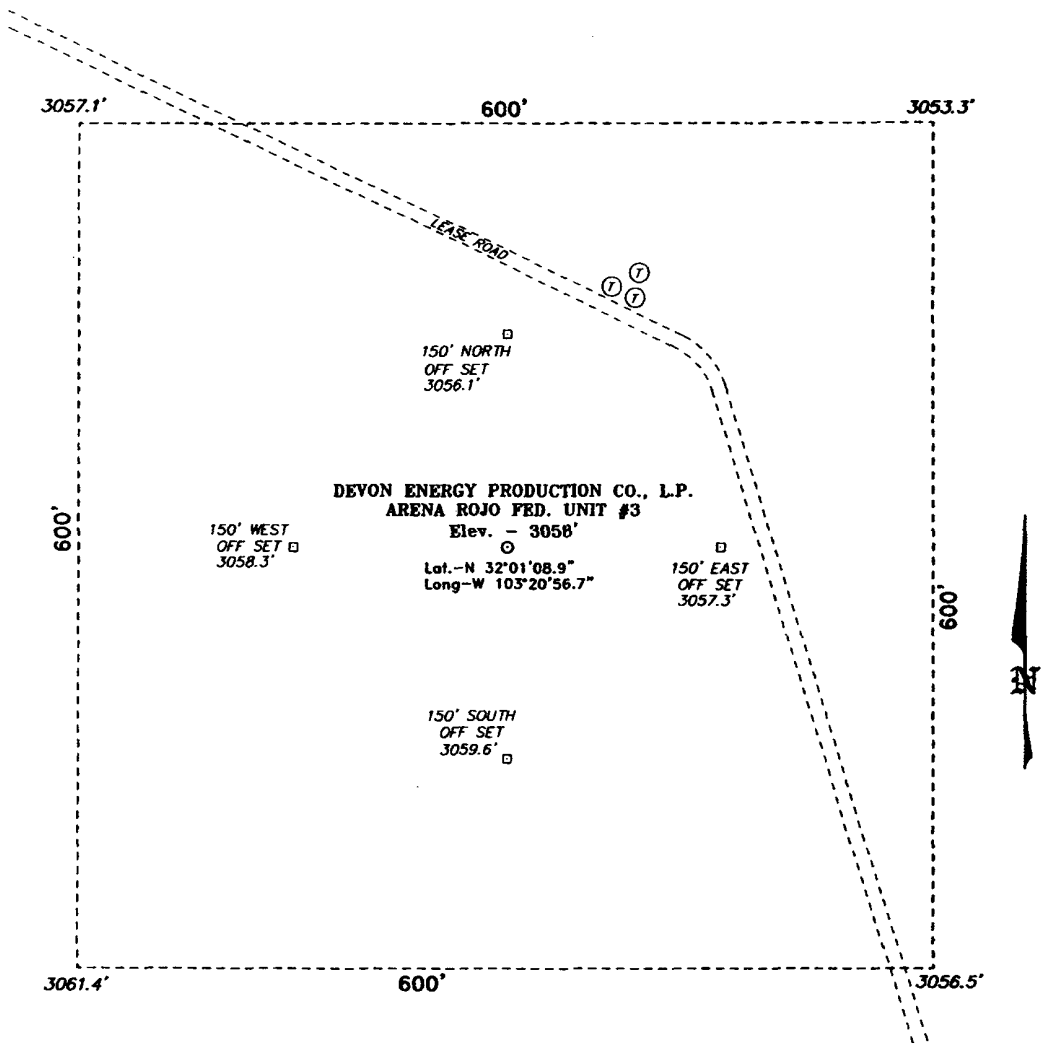 3057.1'
600'
3053.3'
LEASE ROAD
T
T
T
150' NORTH
OFF SET
3056.1'
DEVON ENERGY PRODUCTION CO., L.P.
ARENA ROJO FED. UNIT #3
Elev. - 3058'
Lat.-N 32°01'08.9"
Long-W 103°20'56.7"
600'
150' WEST
OFF SET
3058.3'
150' EAST
OFF SET
3057.3'
600'
N
150' SOUTH
OFF SET
3059.6'
3061.4'
600'
3056.5'